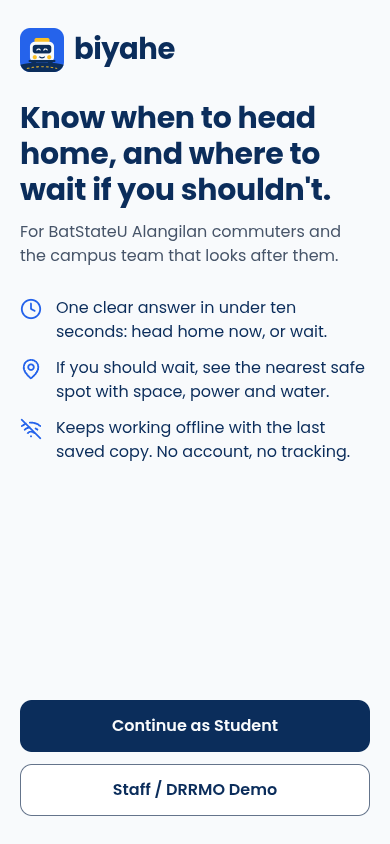 biyahe
Know when to head
home, and where to
wait if you shouldn't.
For BatStateU Alangilan commuters and
the campus team that looks after them.
One clear answer in under ten
seconds: head home now, or wait.
If you should wait, see the nearest safe
spot with space, power and water.
Keeps working offline with the last
saved copy. No account, no tracking.
Continue as Student
Staff / DRRMO Demo